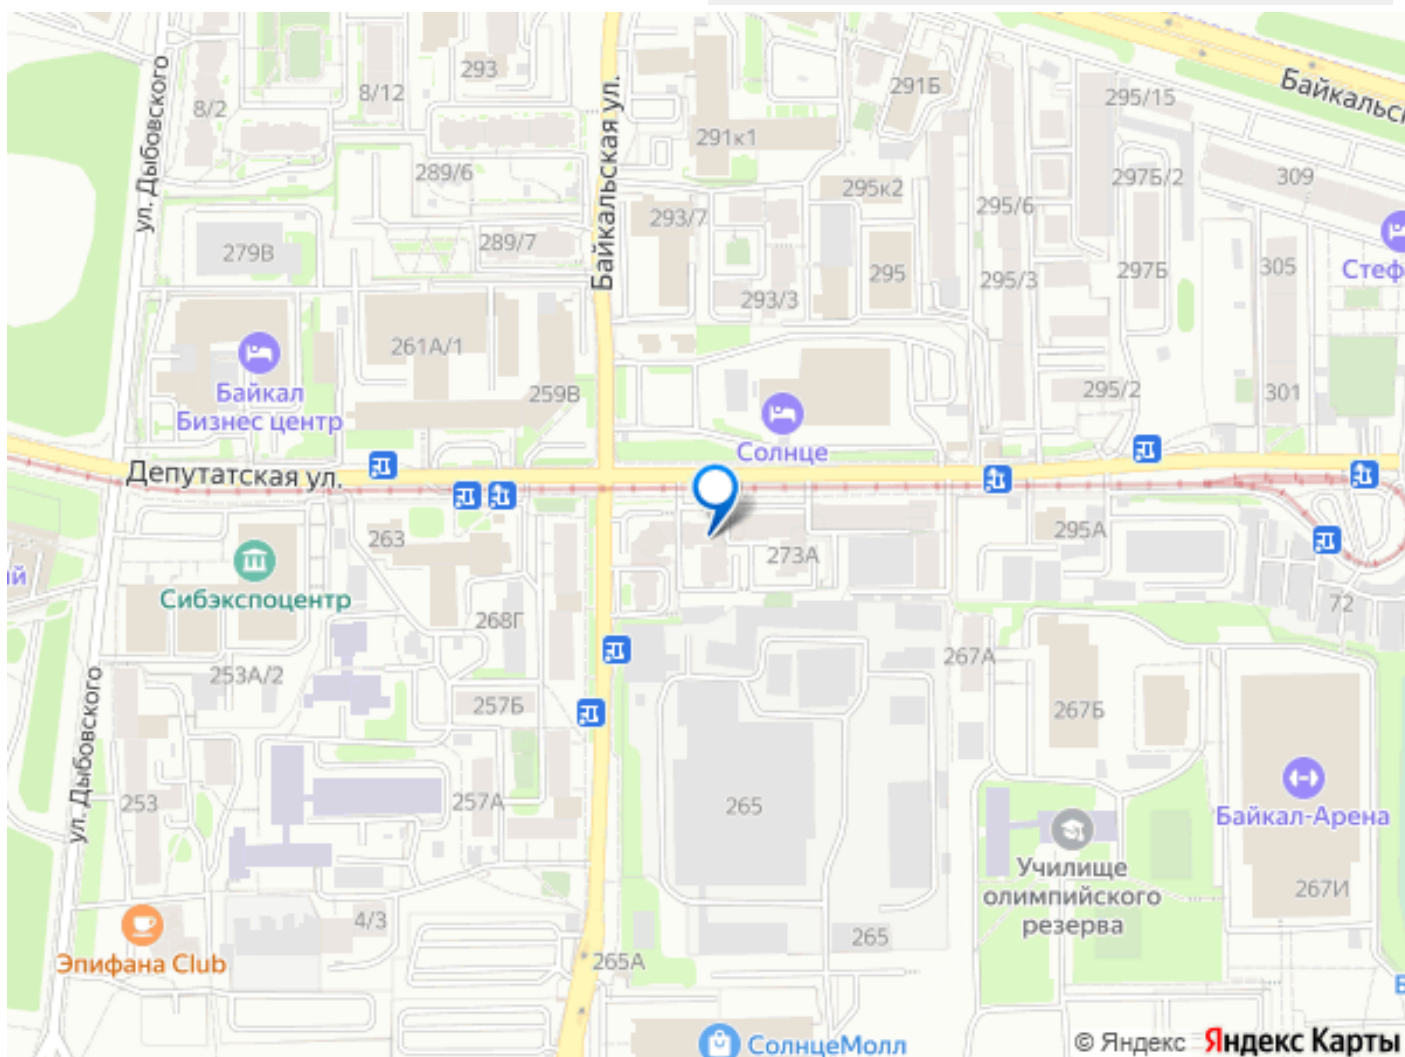 293
8/12
8/2
ул. Дыбовского
Байкальская ул.
291Б
295/15
Байкальс
291к1
289/6
295к2
297Б/2
309
295/6
293/7
289/7
279В
295
297Б
305
Стеф
295/3
293/3
261А/1
259В
Байкал
Бизнес центр
295/2
301
Солнце
Депутатская ул.
263
273А
295А
ий
Сибэкспоцентр
72
268Г
267А
253А/2
257Б
267Б
ул. Дыбовского
253
257А
265
Байкал-Арена
Училище
олимпийского
резерва
267И
4/3
265
Эпифана Club
265А
Б
СолнцеМолл
© Яндекс Яндекс Карты